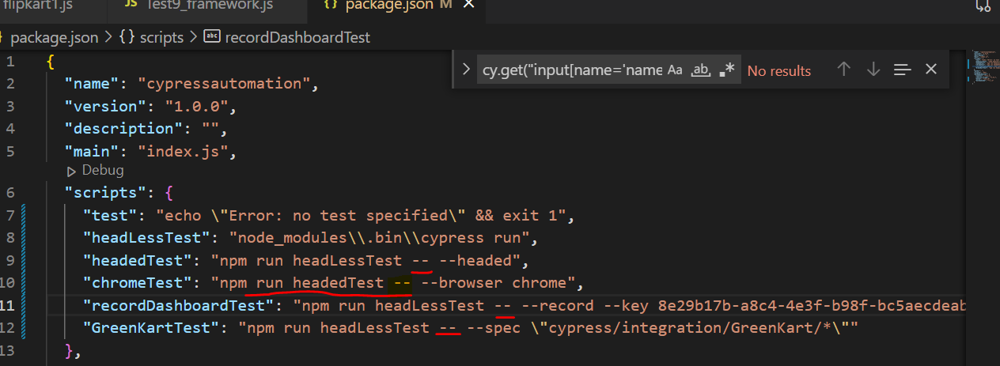 flipkart1.js JS Test9_framework.js {} package.json M ×
package.json > {} scripts > abc recordDashboardTest
cy.get("input[name='name Aa ab .* No results
1 {
2 "name": "cypressautomation",
3 "version": "1.0.0",
4 "description": "",
5 "main": "index.js",
Debug
6 "scripts": {
7 "test": "echo \"Error: no test specified\" && exit 1",
8 "headLessTest": "node_modules\\.bin\\cypress run",
9 "headedTest": "npm run headLessTest -- --headed",
10 "chromeTest": "npm run headedTest -- --browser chrome",
11 "recordDashboardTest": "npm run headLessTest -- --record --key 8e29b17b-a8c4-4e3f-b98f-bc5aecdeab
12 "GreenKartTest": "npm run headLessTest -- --spec \"cypress/integration/GreenKart/*\""
13 },